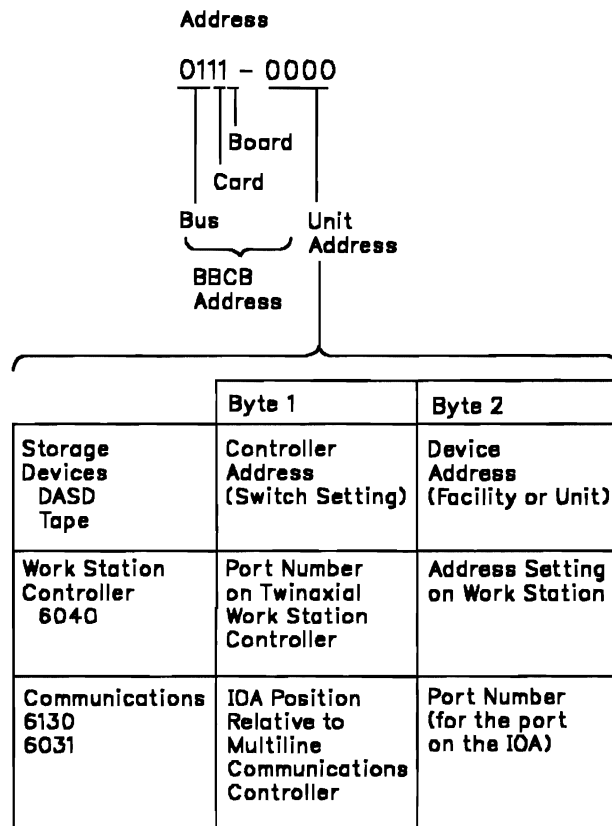 Address
0111 - 0000
Board
Card
Bus
Unit
Address
BBCB
Address
Byte 1
Byte 2
Storage
Devices
DASD
Tape
Controller
Address
(Switch Setting)
Device
Address
(Facility or Unit)
Work Station
Controller
6040
Port Number
on Twinaxial
Work Station
Controller
Address Setting
on Work Station
Communications
6130
6031
IOA Position
Relative to
Multiline
Communications
Controller
Port Number
(for the port
on the IOA)